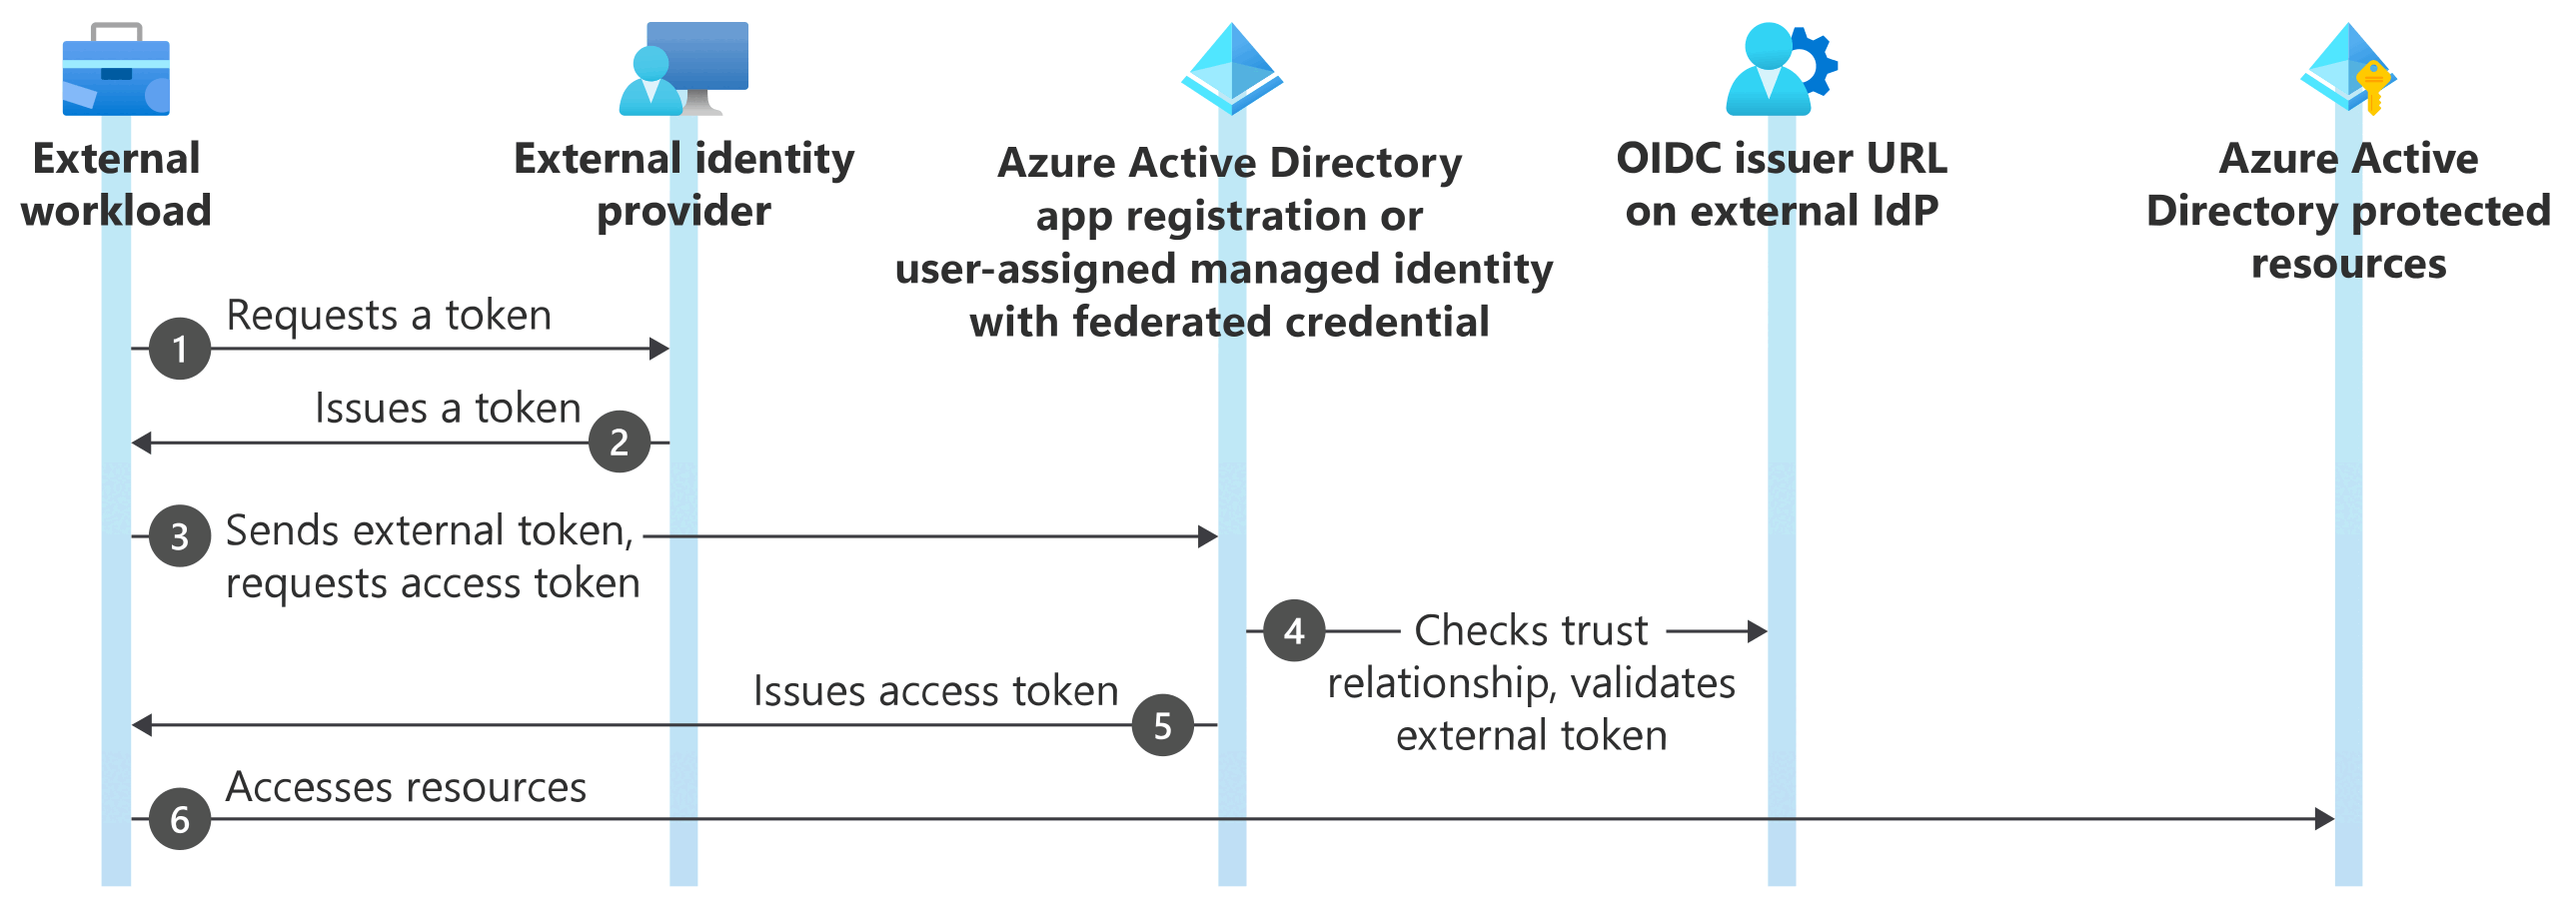 External
workload
External identity
provider
Azure Active Directory
app registration or
user-assigned managed identity
with federated credential
OIDC issuer URL
on external IdP
Azure Active
Directory protected
resources
1 Requests a token
Issues a token 2
3 Sends external token,
requests access token
4 Checks trust
relationship, validates
external token
Issues access token 5
6 Accesses resources